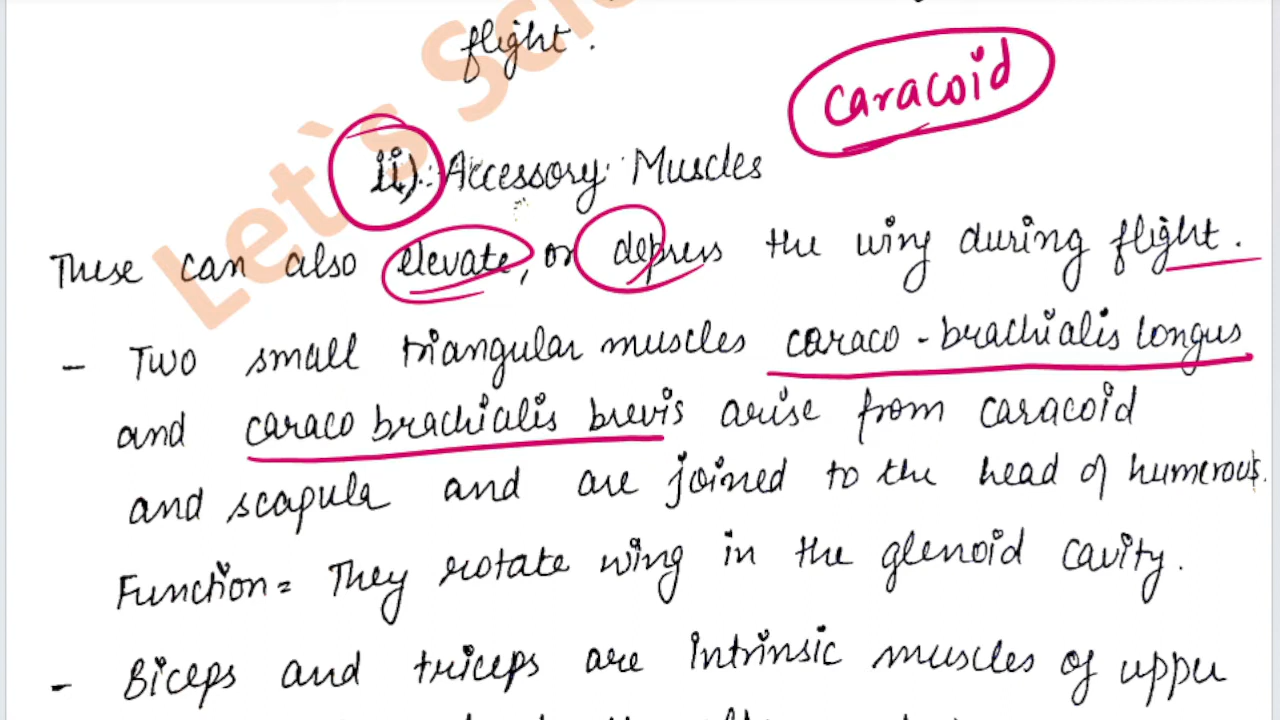 flight.
caracoid
ii). Accessory Muscles
These can also elevate, or depress the wing during flight.
- Two small triangular muscles caraco-brachialis longus
and caraco brachialis brevis arise from caracoid
and scapula and are joined to the head of humerous.
Function = They rotate wing in the glenoid cavity.
- Biceps and triceps are intrinsic muscles of upper
Let's